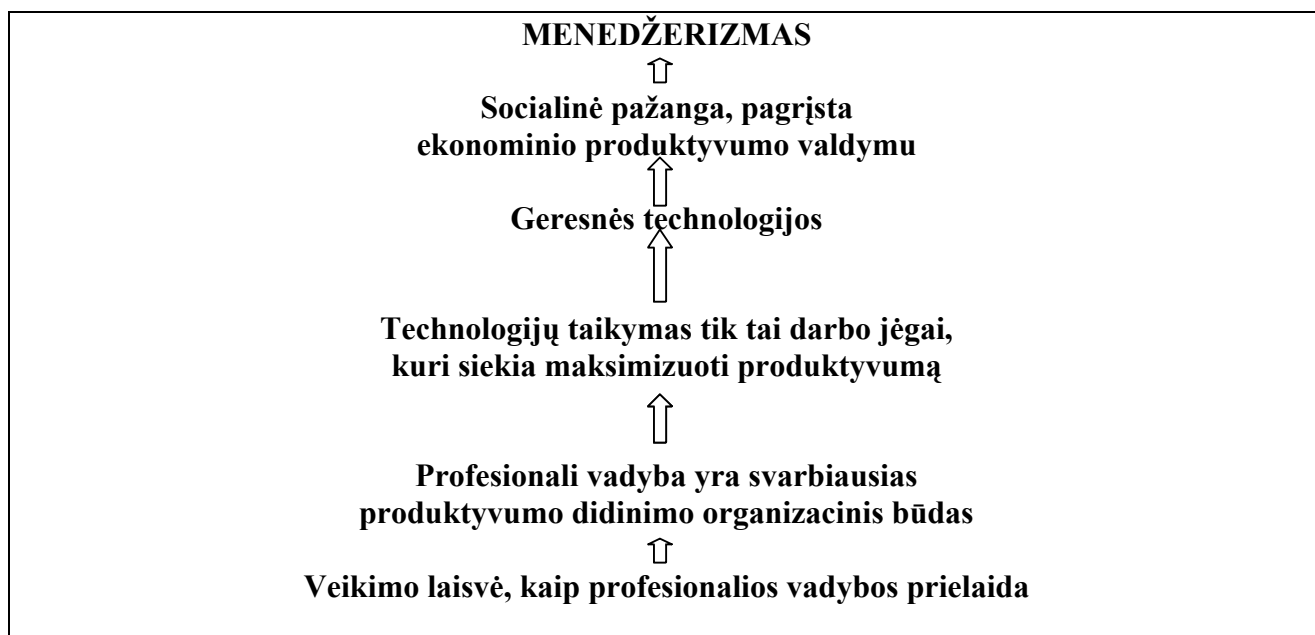 MENEDŽERIZMAS
Socialinė pažanga, pagrįsta
ekonominio produktyvumo valdymu
Geresnės technologijos
Technologijų taikymas tik tai darbo jėgai,
kuri siekia maksimizuoti produktyvumą
Profesionali vadyba yra svarbiausias
produktyvumo didinimo organizacinis būdas
Veikimo laisvė, kaip profesionalios vadybos prielaida